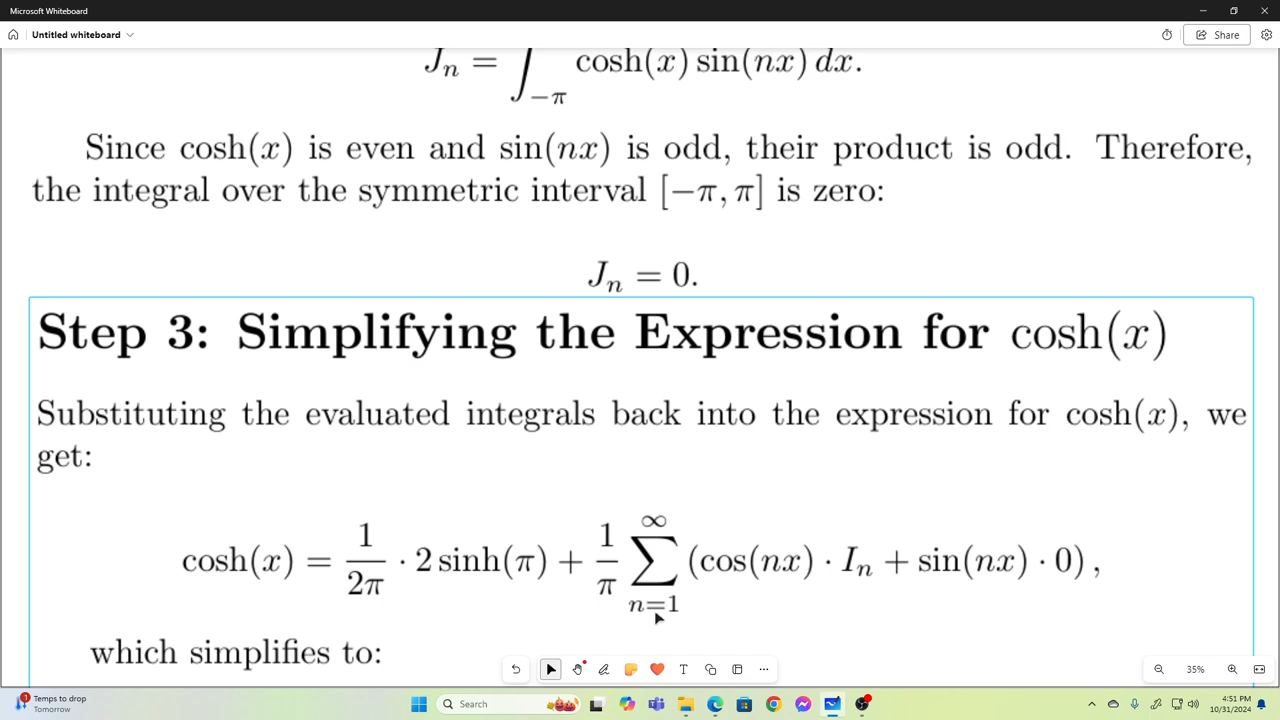 Microsoft Whiteboard
Untitled whiteboard
Share
Jₙ = ∫_{−π} cosh(x) sin(nx) dx.
Since cosh(x) is even and sin(nx) is odd, their product is odd. Therefore,
the integral over the symmetric interval [−π, π] is zero:
Jₙ = 0.
Step 3: Simplifying the Expression for cosh(x)
Substituting the evaluated integrals back into the expression for cosh(x), we
get:
cosh(x) = 1/(2π) · 2 sinh(π) + 1/π ∑_{n=1}^{∞} (cos(nx) · Iₙ + sin(nx) · 0),
which simplifies to:
35%
1
Temps to drop
Tomorrow
Search
4:51 PM
10/31/2024